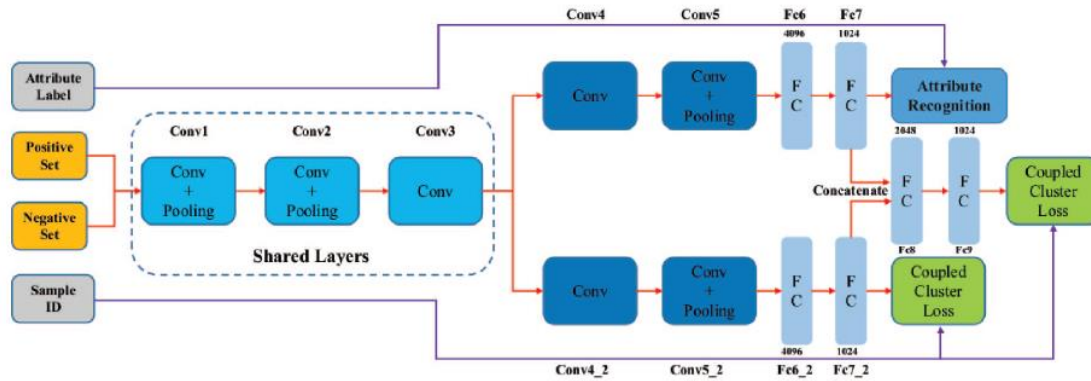 Conv4
Conv5
Fc6
Fc7
4096
1024
Attribute
Label
Conv
Conv
+
Pooling
F
C
F
C
Attribute
Recognition
Positive
Set
Negative
Set
Conv1
Conv2
Conv3
Conv
+
Pooling
Conv
+
Pooling
Conv
Shared Layers
2048
1024
Concatenate
F
C
F
C
Fc8
Fc9
Coupled
Cluster
Loss
Sample
ID
Conv
Conv
+
Pooling
F
C
F
C
Coupled
Cluster
Loss
4096
1024
Conv4_2
Conv5_2
Fc6_2
Fc7_2